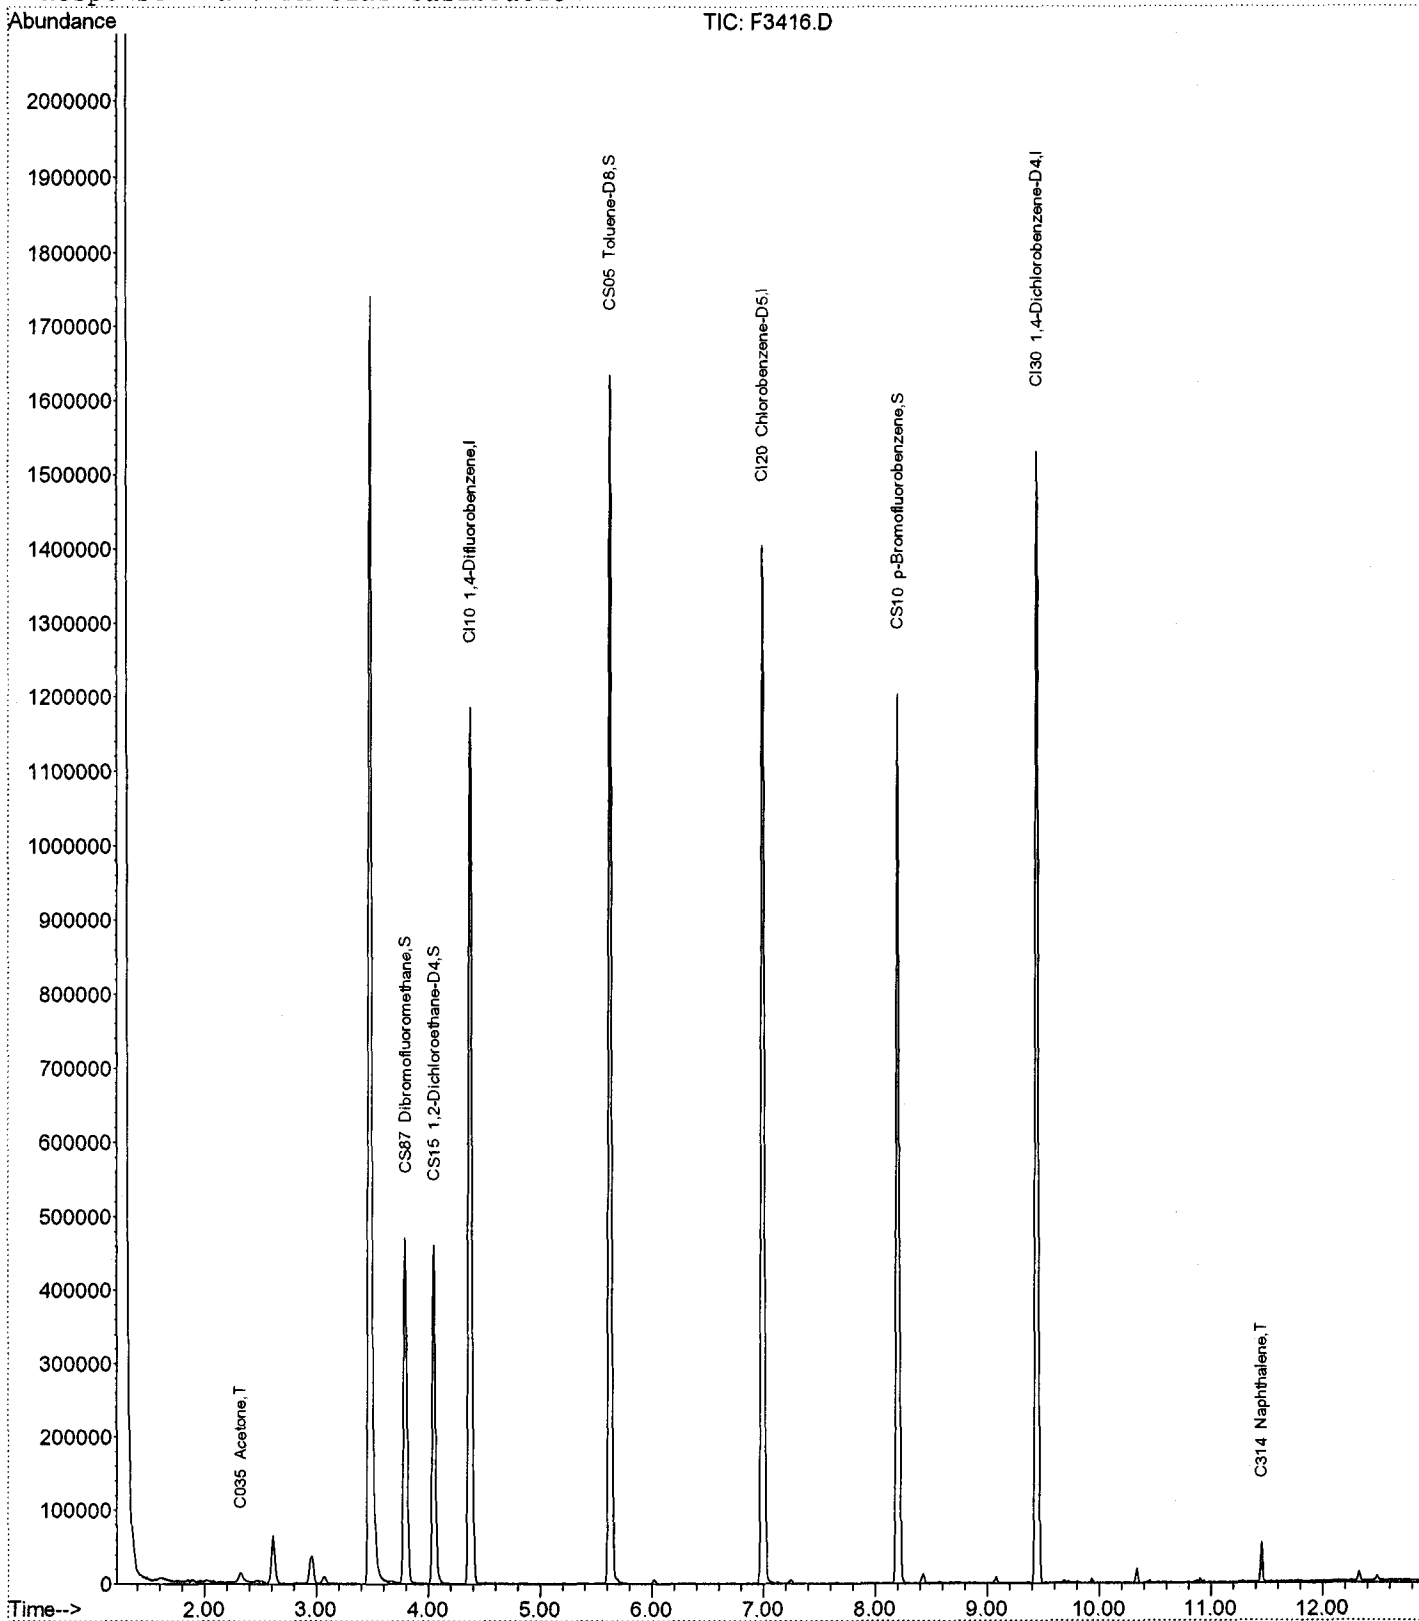 Abundance
TIC: F3416.D
2000000
1900000
1800000
1700000
1600000
1500000
1400000
1300000
1200000
1100000
1000000
900000
800000
700000
600000
500000
400000
300000
200000
100000
0
C035 Acetone,T
CS87 Dibromofluoromethane,S
CS15 1,2-Dichloroethane-D4,S
CI10 1,4-Difluorobenzene,I
CS05 Toluene-D8,S
CI20 Chlorobenzene-D5,I
CS10 p-Bromofluorobenzene,S
CI30 1,4-Dichlorobenzene-D4,I
C314 Naphthalene,T
Time--> 2.00 3.00 4.00 5.00 6.00 7.00 8.00 9.00 10.00 11.00 12.00